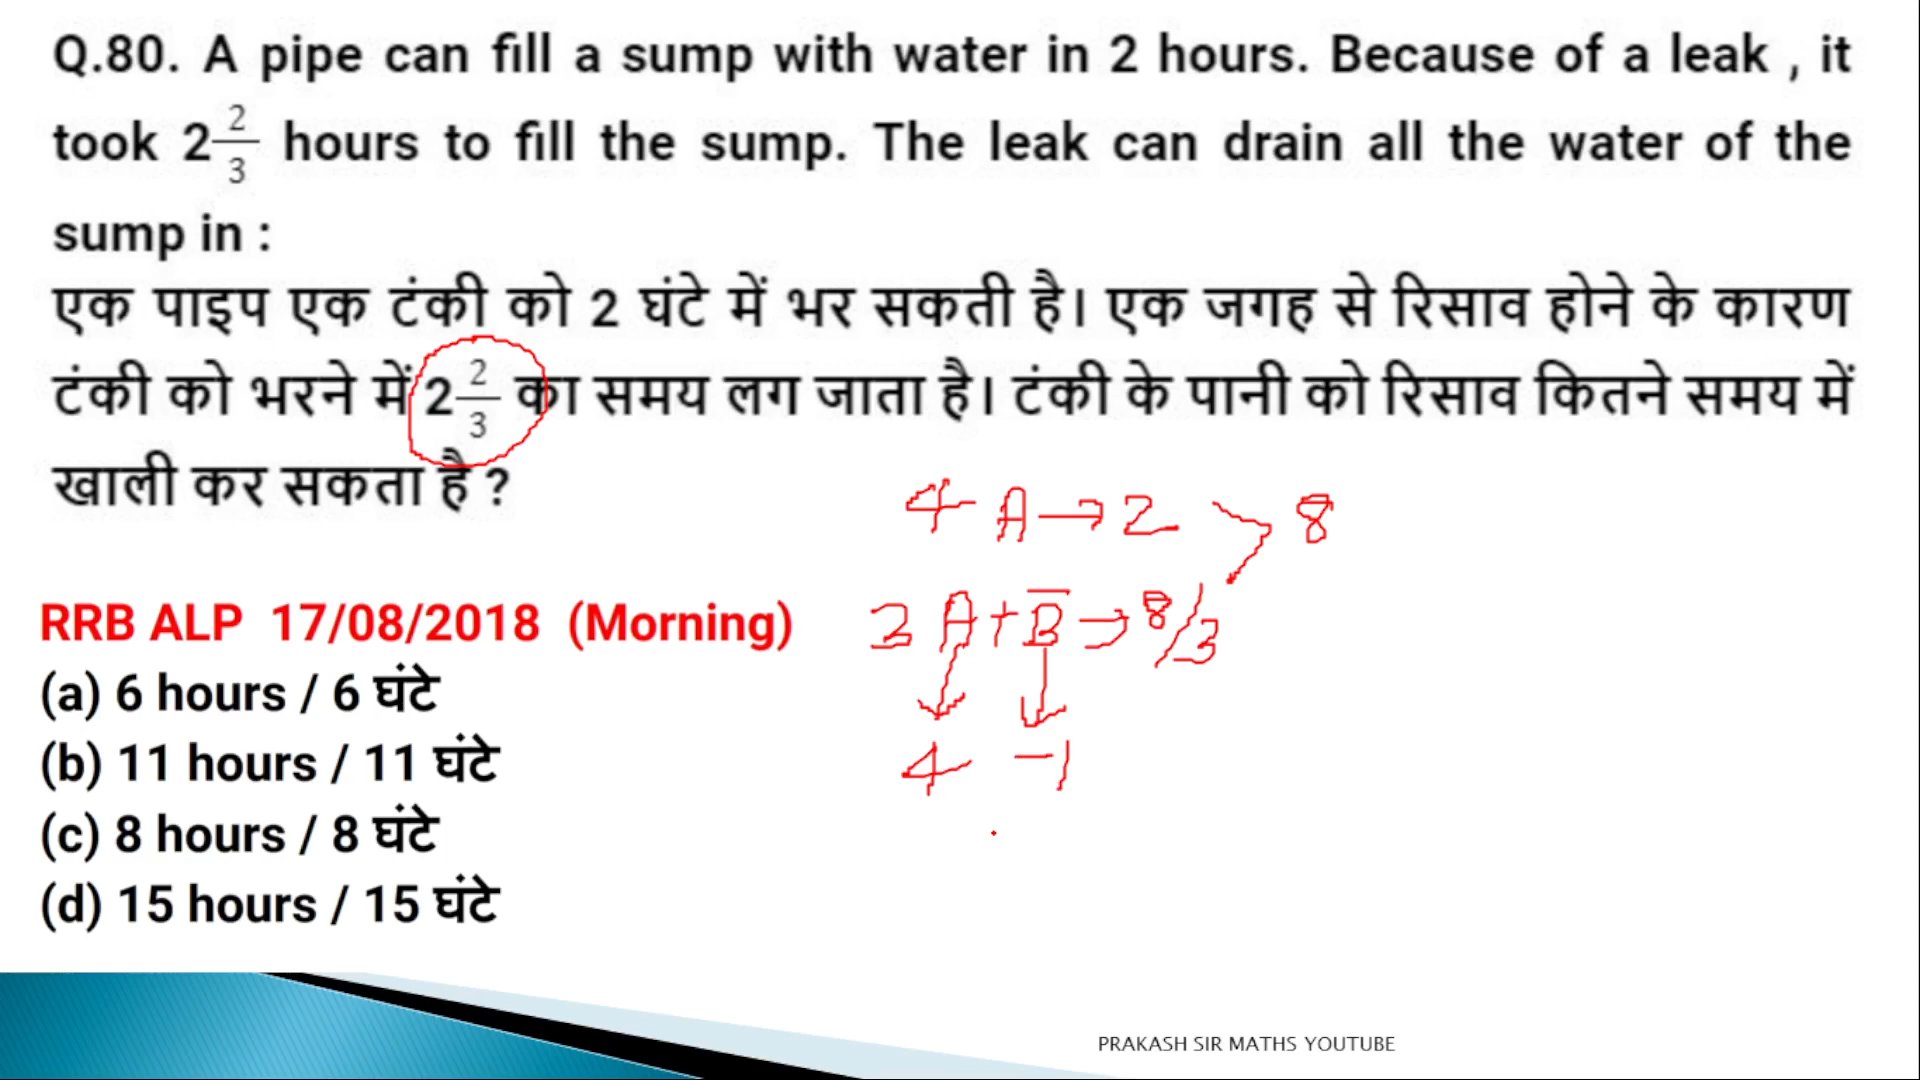 Q.80. A pipe can fill a sump with water in 2 hours. Because of a leak , it
took 2 2/3 hours to fill the sump. The leak can drain all the water of the
sump in :
एक पाइप एक टंकी को 2 घंटे में भर सकती है। एक जगह से रिसाव होने के कारण
टंकी को भरने में 2 2/3 का समय लग जाता है। टंकी के पानी को रिसाव कितने समय में
खाली कर सकता है ?
4 A → 2 8
3 A + B̅ → 8/3
4 -1
RRB ALP 17/08/2018 (Morning)
(a) 6 hours / 6 घंटे
(b) 11 hours / 11 घंटे
(c) 8 hours / 8 घंटे
(d) 15 hours / 15 घंटे
PRAKASH SIR MATHS YOUTUBE